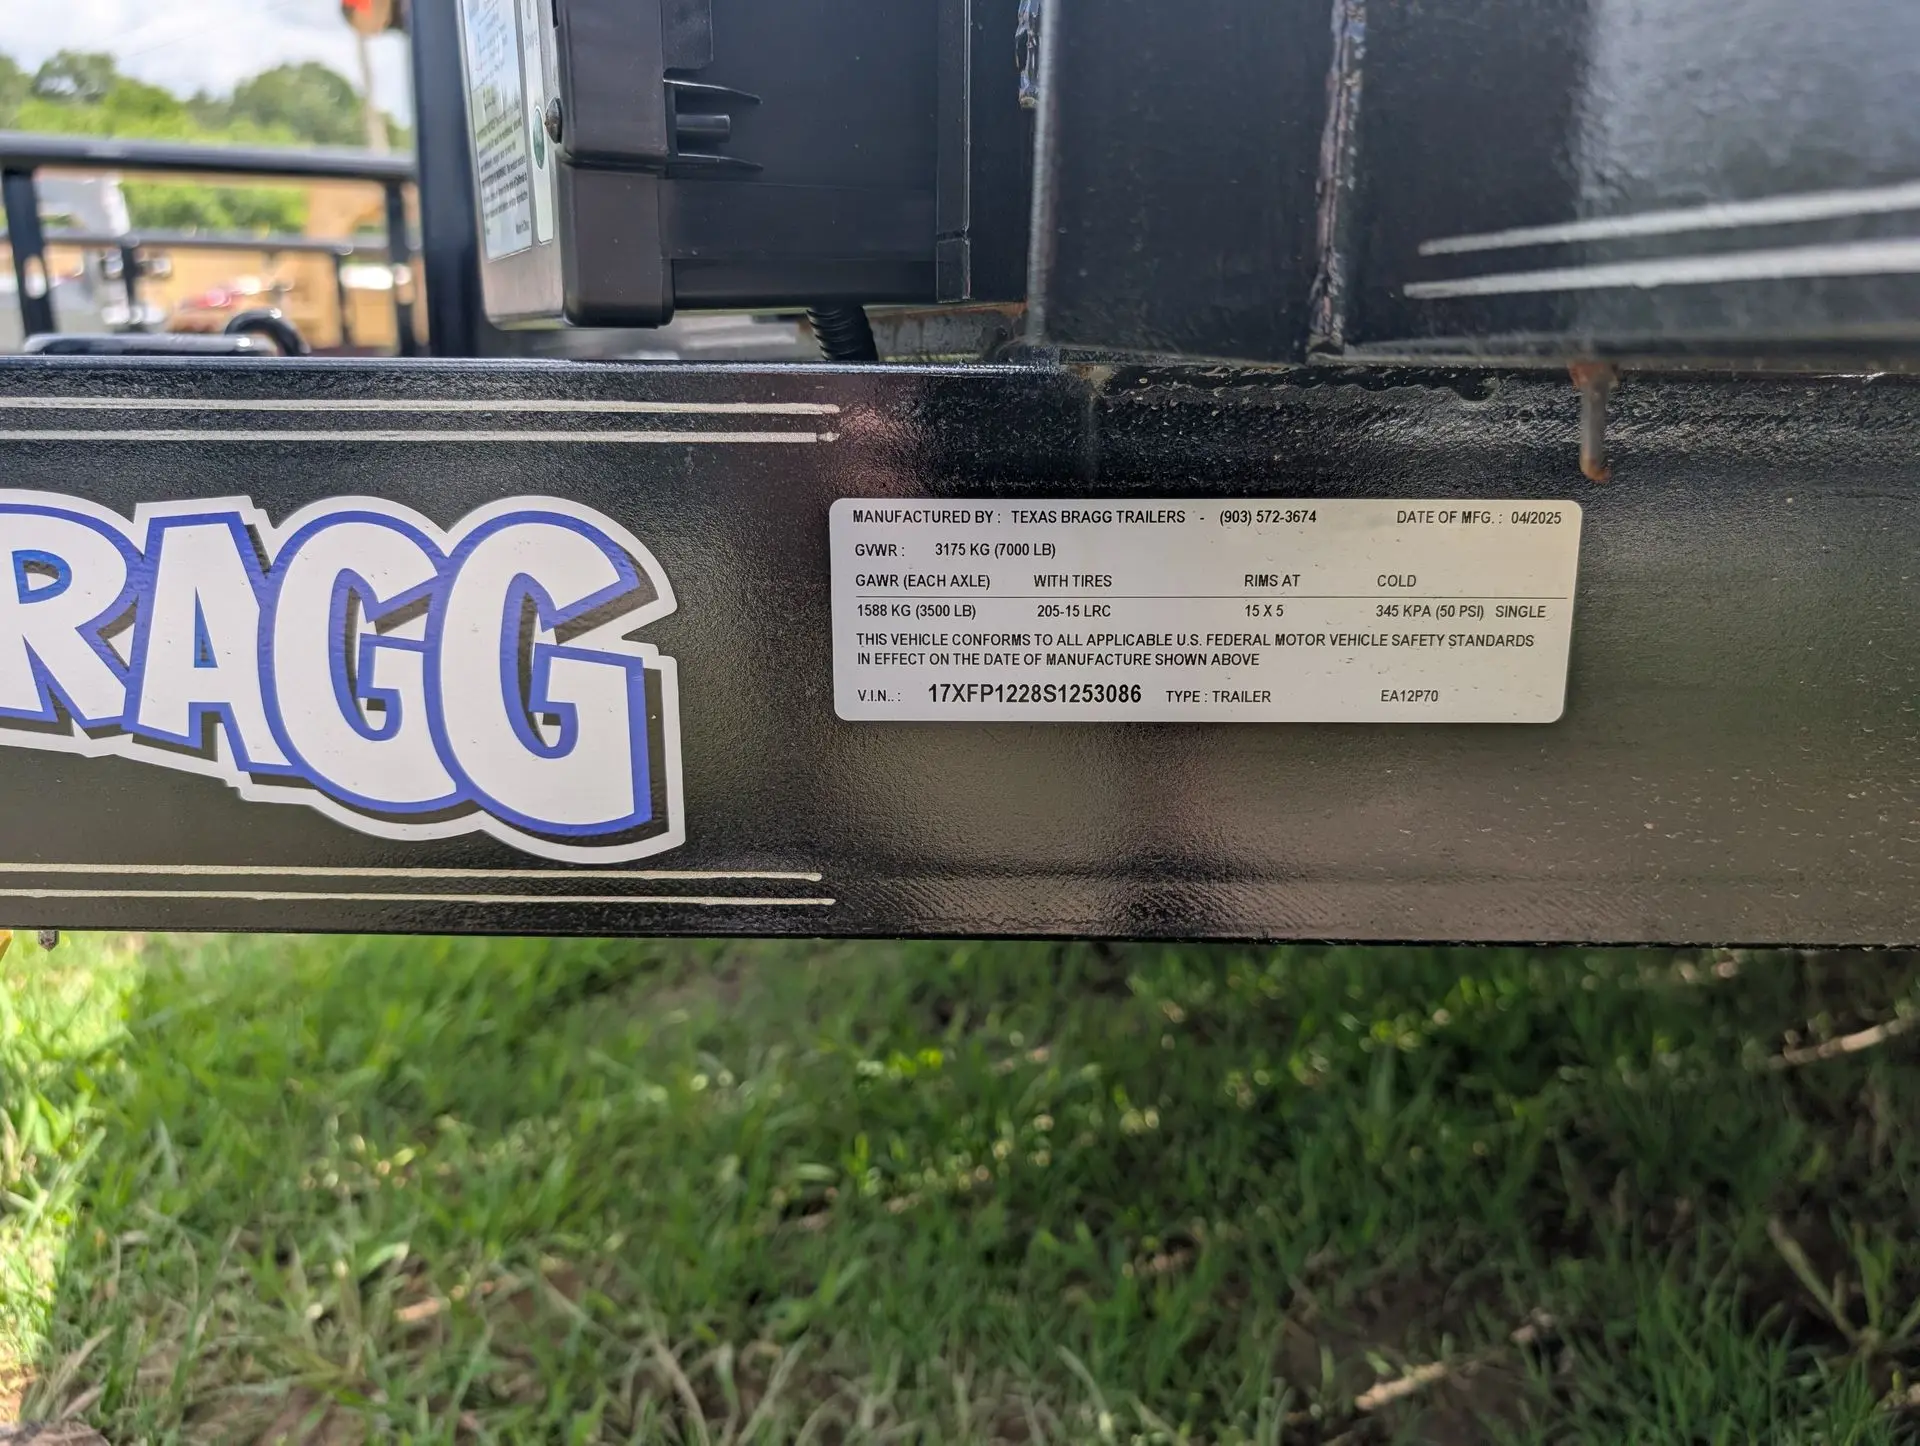 RAGG
MANUFACTURED BY : TEXAS BRAGG TRAILERS - (903) 572-3674 DATE OF MFG. : 04/2025
GVWR : 3175 KG (7000 LB)
GAWR (EACH AXLE) WITH TIRES RIMS AT COLD
1588 KG (3500 LB) 205-15 LRC 15 X 5 345 KPA (50 PSI) SINGLE
THIS VEHICLE CONFORMS TO ALL APPLICABLE U.S. FEDERAL MOTOR VEHICLE SAFETY STANDARDS
IN EFFECT ON THE DATE OF MANUFACTURE SHOWN ABOVE
V.I.N.. : 17XFP1228S1253086 TYPE : TRAILER EA12P70